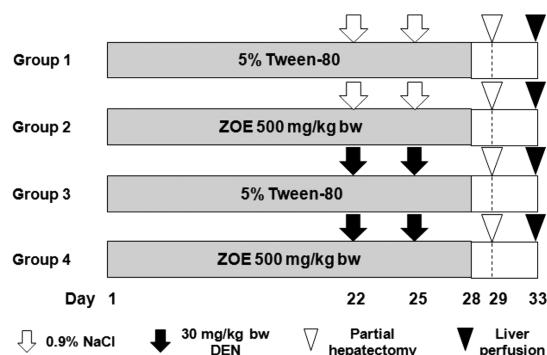 Group 1
5% Tween-80
Group 2
ZOE 500 mg/kg bw
Group 3
5% Tween-80
Group 4
ZOE 500 mg/kg bw
Day 1 22 25 28 29 33
0.9% NaCl
30 mg/kg bw
DEN
Partial
hepatectomy
Liver
perfusion